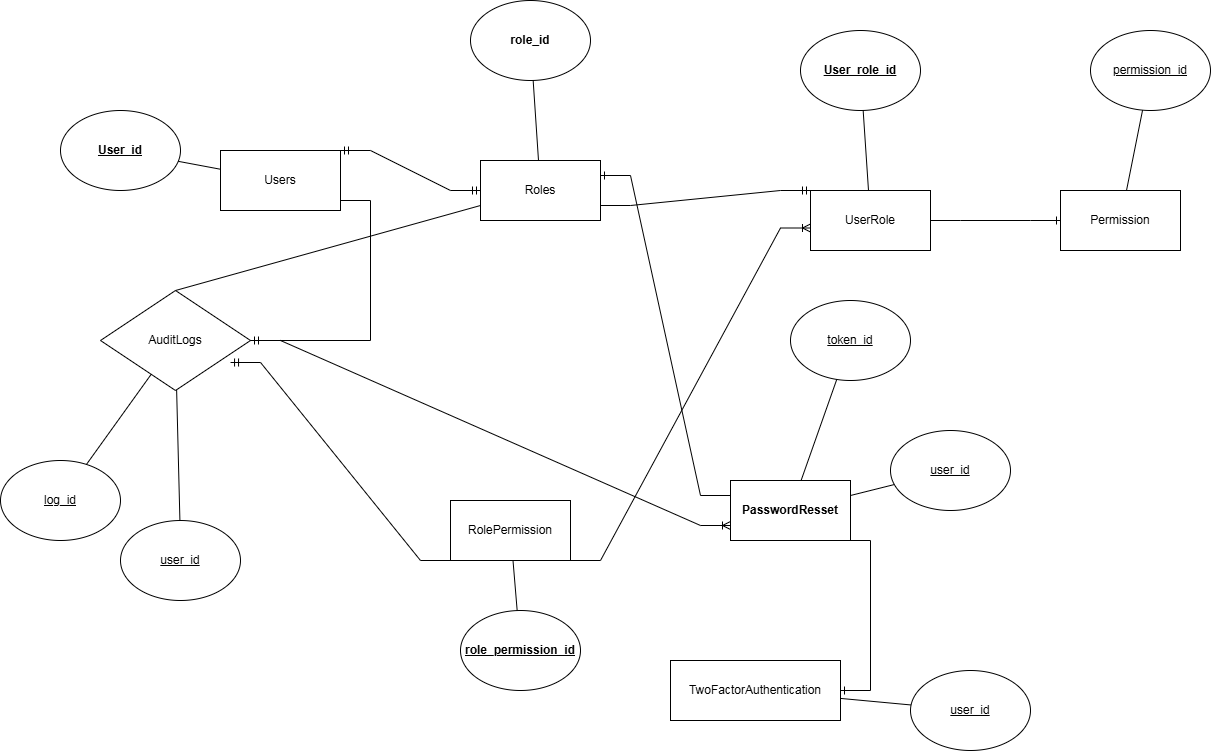 role_id
User_role_id
permission_id
User_id
Users
Roles
UserRole
Permission
AuditLogs
token_id
log_id
user_id
RolePermission
PasswordResset
user_id
role_permission_id
TwoFactorAuthentication
user_id